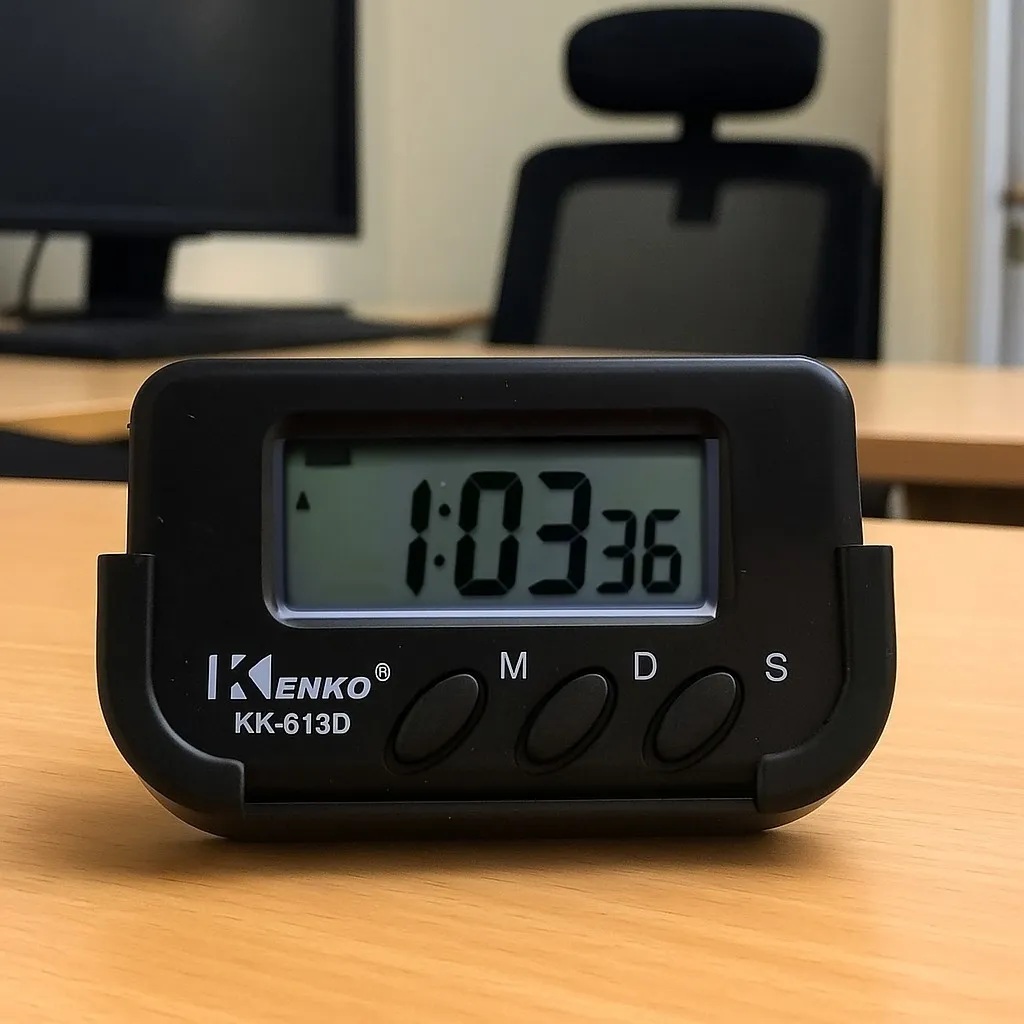 1:03 36
M D S
KENKO®
KK-613D